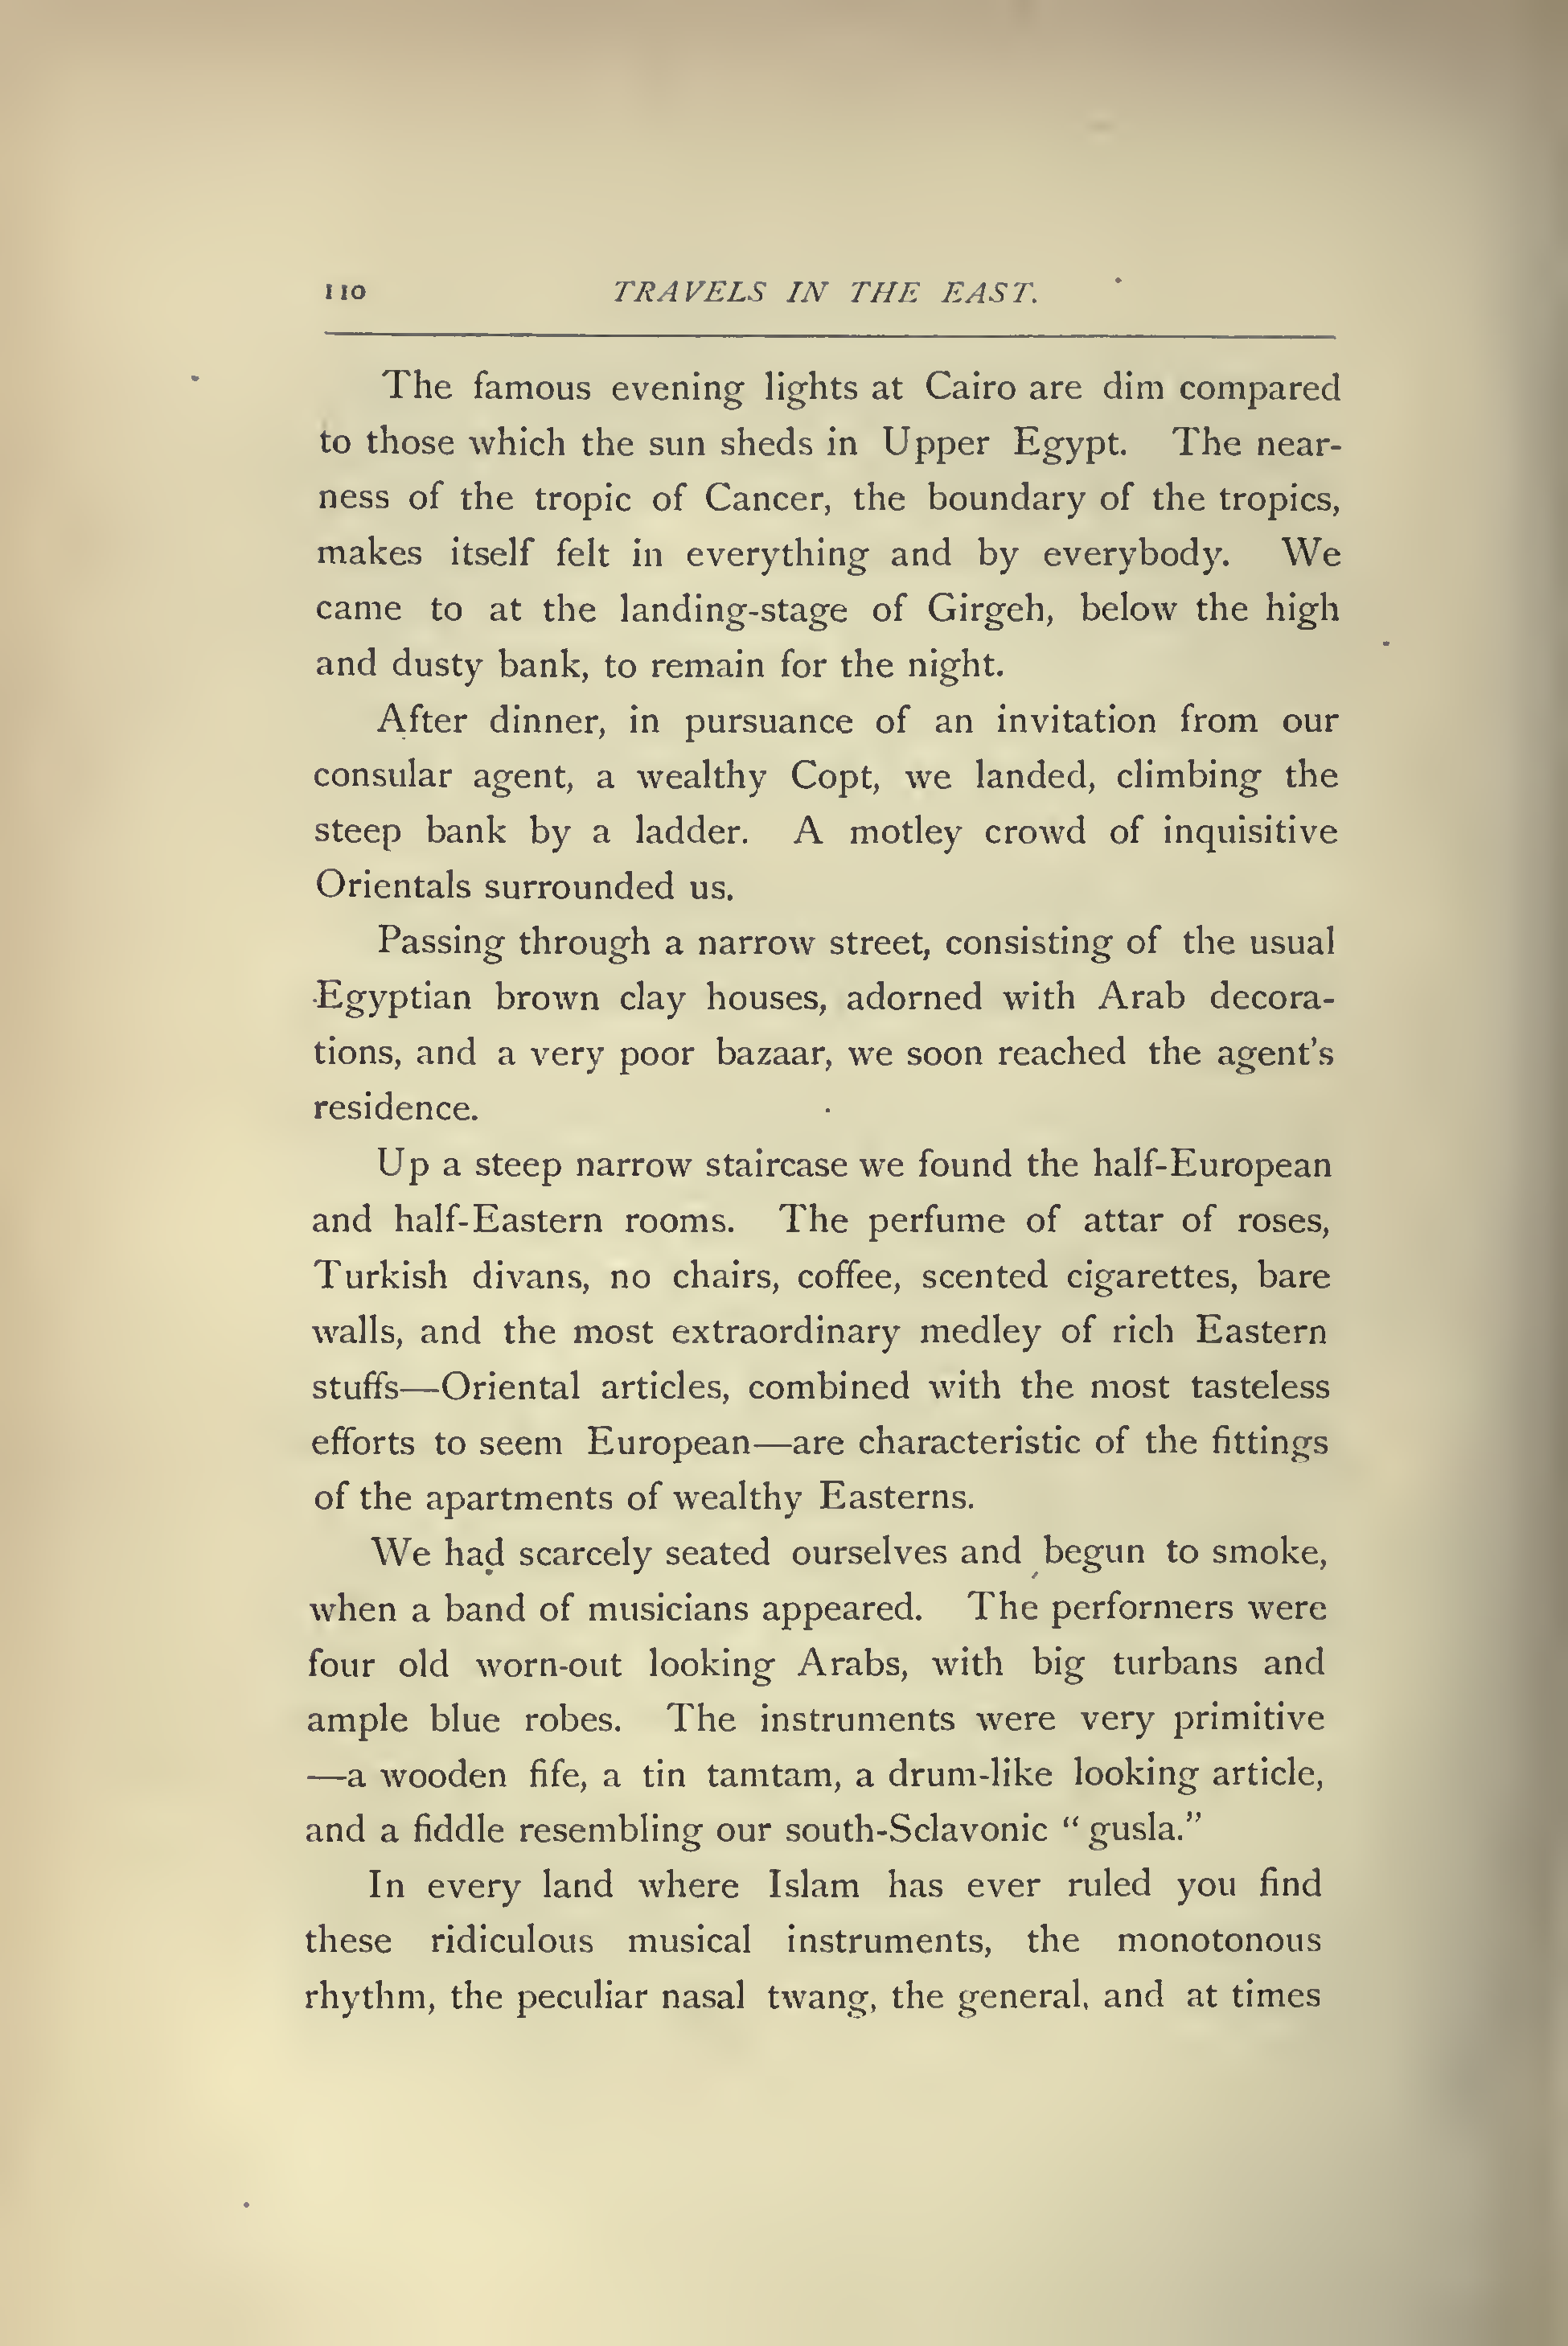 110 TRAVELS IN THE EAST.
The famous evening lights at Cairo are dim compared
to those which the sun sheds in Upper Egypt. The near-
ness of the tropic of Cancer, the boundary of the tropics,
makes itself felt in everything and by everybody. We
came to at the landing-stage of Girgeh, below the high
and dusty bank, to remain for the night.
After dinner, in pursuance of an invitation from our
consular agent, a wealthy Copt, we landed, climbing the
steep bank by a ladder. A motley crowd of inquisitive
Orientals surrounded us.
Passing through a narrow street, consisting of the usual
Egyptian brown clay houses, adorned with Arab decora-
tions, and a very poor bazaar, we soon reached the agent's
residence.
Up a steep narrow staircase we found the half-European
and half-Eastern rooms. The perfume of attar of roses,
Turkish divans, no chairs, coffee, scented cigarettes, bare
walls, and the most extraordinary medley of rich Eastern
stuffs—Oriental articles, combined with the most tasteless
efforts to seem European—are characteristic of the fittings
of the apartments of wealthy Easterns.
We had scarcely seated ourselves and begun to smoke,
when a band of musicians appeared. The performers were
four old worn-out looking Arabs, with big turbans and
ample blue robes. The instruments were very primitive
—a wooden fife, a tin tamtam, a drum-like looking article,
and a fiddle resembling our south-Sclavonic “ gusla.”
In every land where Islam has ever ruled you find
these ridiculous musical instruments, the monotonous
rhythm, the peculiar nasal twang, the general, and at times